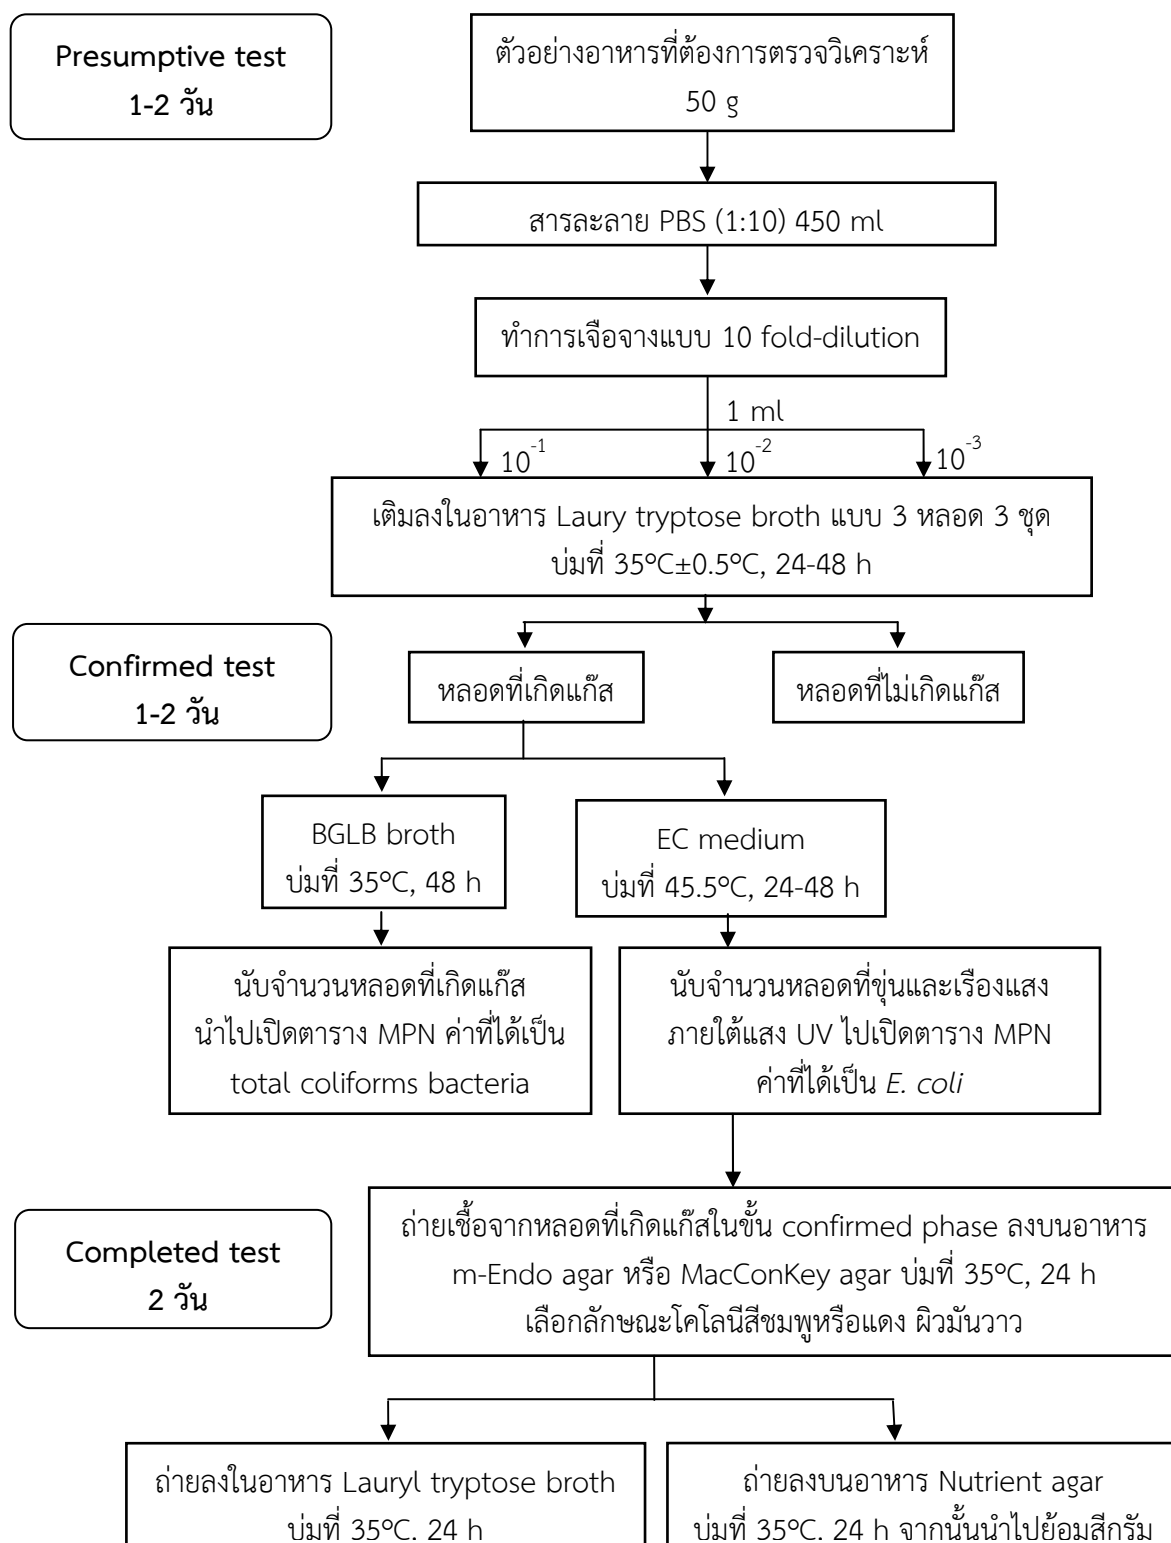 Presumptive test
1-2 วัน
ตัวอย่างอาหารที่ต้องการตรวจวิเคราะห์
50 g
สารละลาย PBS (1:10) 450 ml
ทำการเจือจางแบบ 10 fold-dilution
1 ml
10⁻¹ 10⁻² 10⁻³
เติมลงในอาหาร Laury tryptose broth แบบ 3 หลอด 3 ชุด
บ่มที่ 35°C±0.5°C, 24-48 h
Confirmed test
1-2 วัน
หลอดที่เกิดแก๊ส
หลอดที่ไม่เกิดแก๊ส
BGLB broth
บ่มที่ 35°C, 48 h
EC medium
บ่มที่ 45.5°C, 24-48 h
นับจำนวนหลอดที่เกิดแก๊ส
นำไปเปิดตาราง MPN ค่าที่ได้เป็น
total coliforms bacteria
นับจำนวนหลอดที่ขุ่นและเรืองแสง
ภายใต้แสง UV ไปเปิดตาราง MPN
ค่าที่ได้เป็น E. coli
Completed test
2 วัน
ถ่ายเชื้อจากหลอดที่เกิดแก๊สในขั้น confirmed phase ลงบนอาหาร
m-Endo agar หรือ MacConKey agar บ่มที่ 35°C, 24 h
เลือกลักษณะโคโลนีสีชมพูหรือแดง ผิวมันวาว
ถ่ายลงในอาหาร Lauryl tryptose broth
บ่มที่ 35°C, 24 h
ถ่ายลงบนอาหาร Nutrient agar
บ่มที่ 35°C, 24 h จากนั้นนำไปย้อมสีกรัม